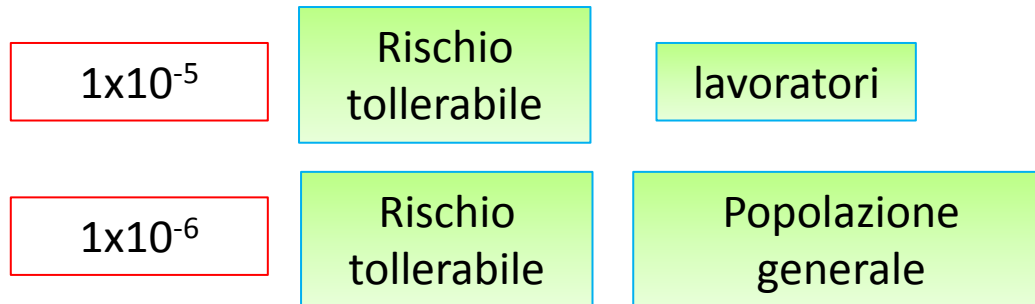 1x10⁻⁵
Rischio
tollerabile
lavoratori
1x10⁻⁶
Rischio
tollerabile
Popolazione
generale